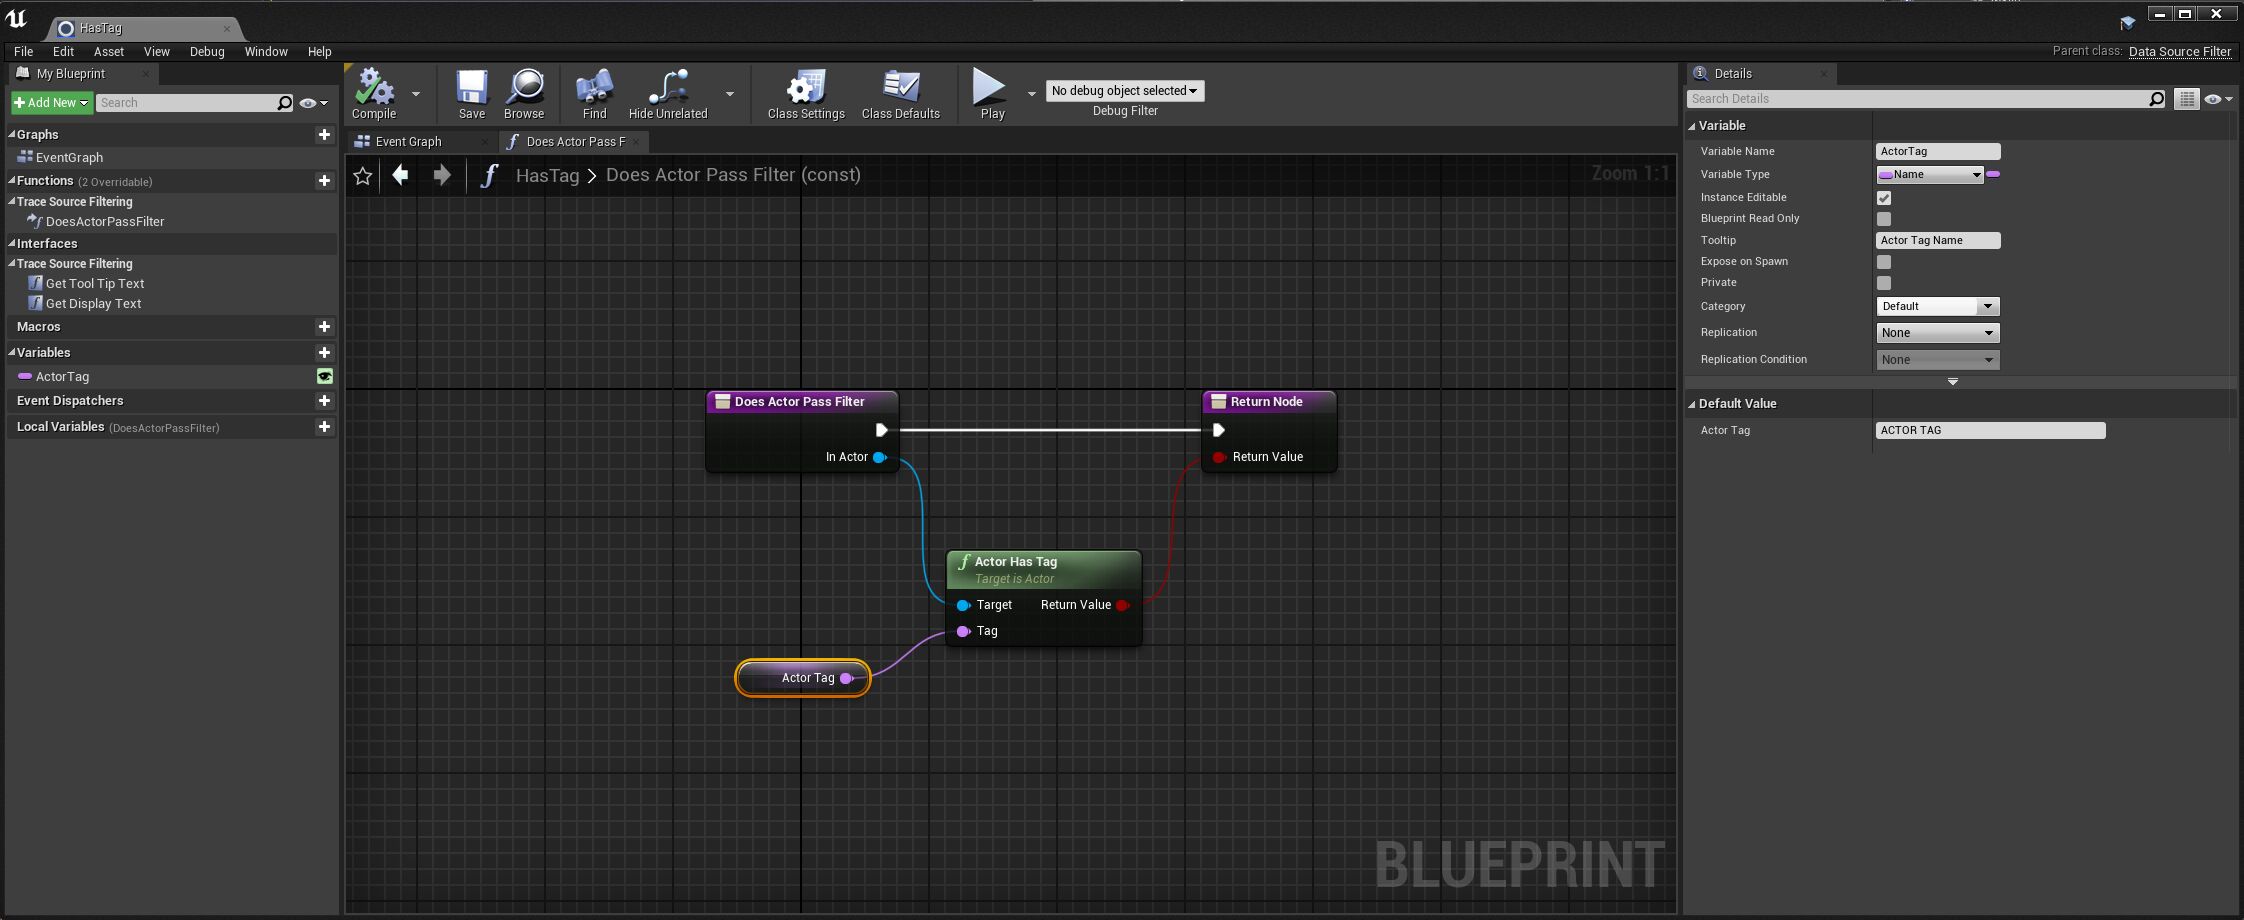 HasTag
File Edit Asset View Debug Window Help
Parent class: Data Source Filter
My Blueprint
Add New
Search
Graphs
EventGraph
Functions (2 Overridable)
Trace Source Filtering
DoesActorPassFilter
Interfaces
Trace Source Filtering
Get Tool Tip Text
Get Display Text
Macros
Variables
ActorTag
Event Dispatchers
Local Variables (DoesActorPassFilter)
Compile
Save
Browse
Find
Hide Unrelated
Class Settings
Class Defaults
Play
No debug object selected
Debug Filter
Event Graph
Does Actor Pass F
HasTag > Does Actor Pass Filter (const)
Zoom 1:1
Does Actor Pass Filter
In Actor
Return Node
Return Value
Actor Has Tag
Target is Actor
Target Return Value
Tag
Actor Tag
BLUEPRINT
Details
Search Details
Variable
Variable Name ActorTag
Variable Type Name
Instance Editable
Blueprint Read Only
Tooltip Actor Tag Name
Expose on Spawn
Private
Category Default
Replication None
Replication Condition None
Default Value
Actor Tag ACTOR TAG